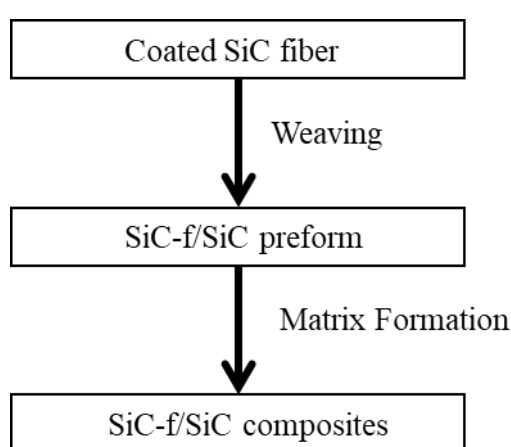 Coated SiC fiber
Weaving
SiC-f/SiC preform
Matrix Formation
SiC-f/SiC composites